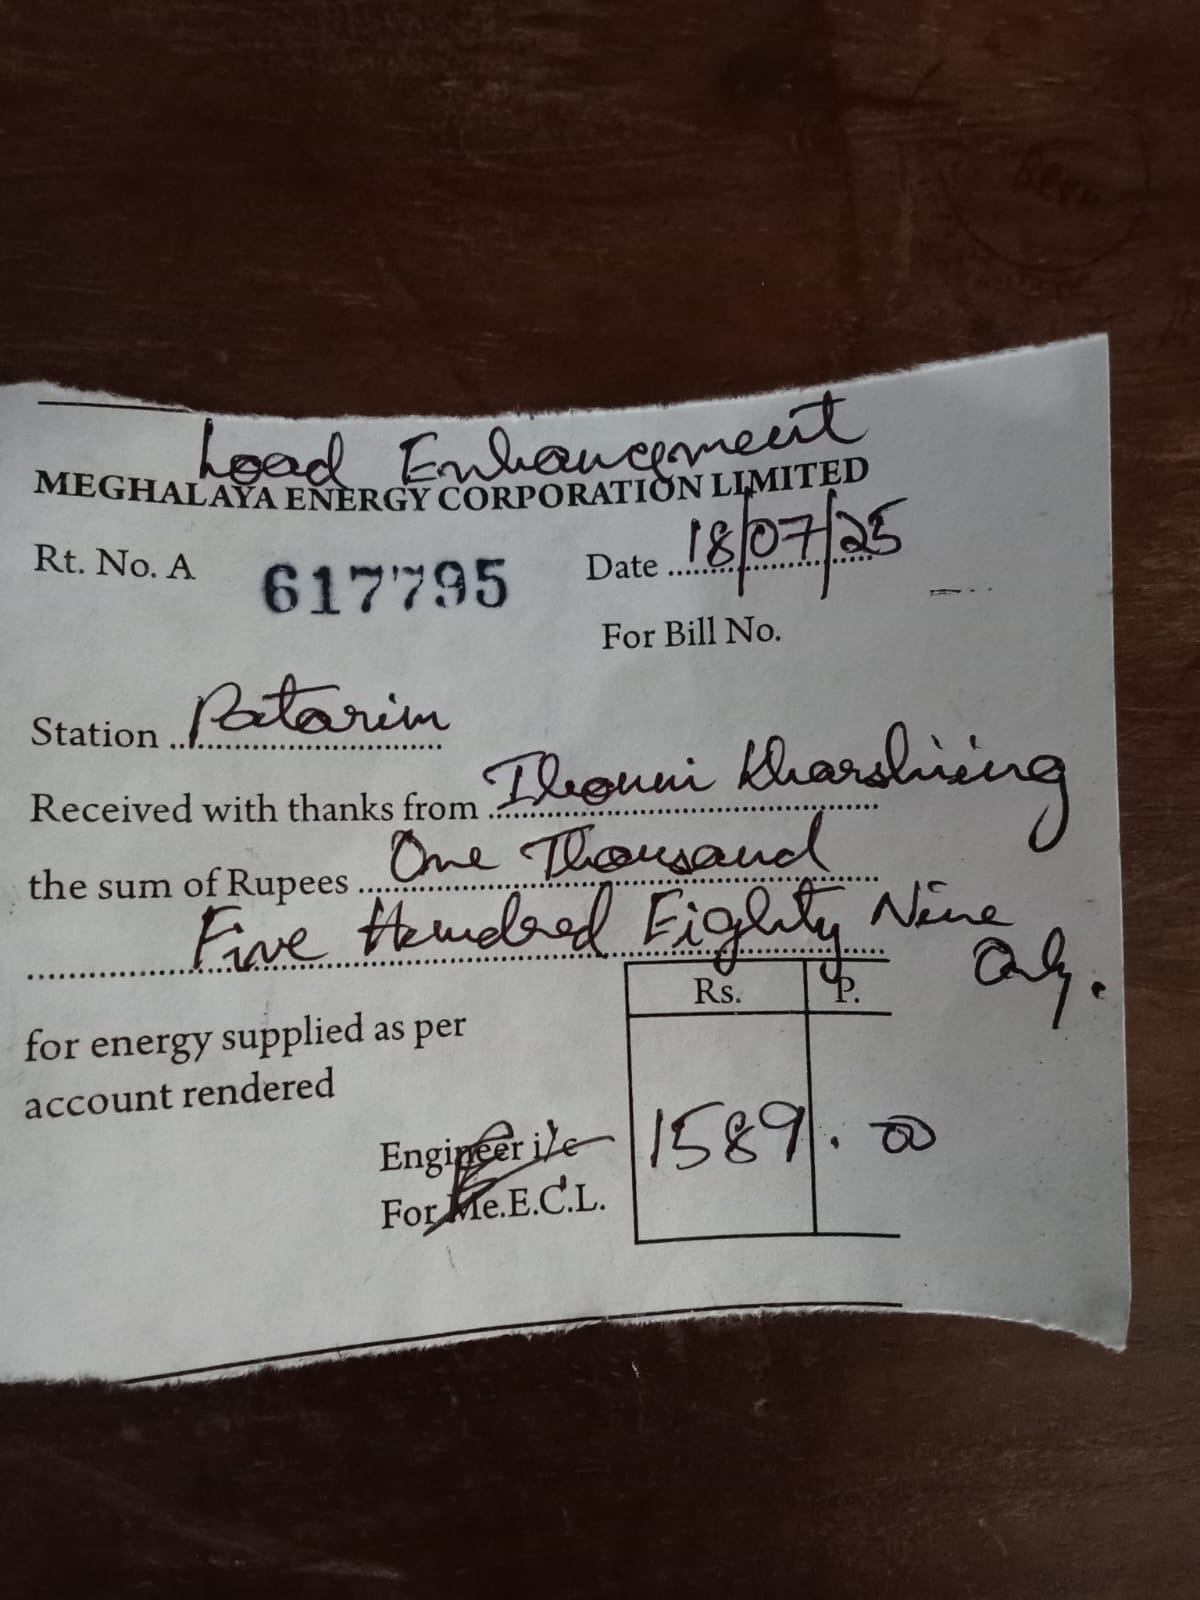 Load Enhancement
MEGHALAYA ENERGY CORPORATION LIMITED
Rt. No. A 617795 Date 18/07/25
For Bill No.
Station Patarim
Received with thanks from Kharshiing
the sum of Rupees One Thousand
Five Hundred Eighty Nine
Only.
Rs. P.
for energy supplied as per
account rendered
1589.00
Engineer i/c
For Me.E.C.L.